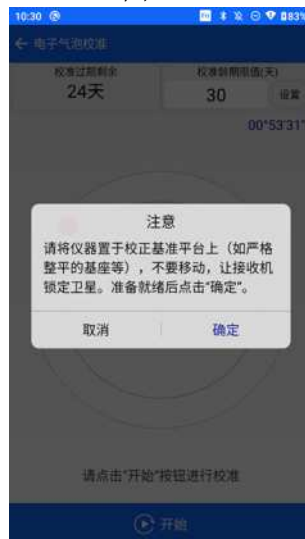 10:30
83%
电子气泡校准
校准过期剩余
校准到期限值(天)
24天
30
设置
00°53'31"
注意
请将仪器置于校正基准平台上（如严格
整平的基座等），不要移动，让接收机
锁定卫星。准备就绪后点击“确定”。
取消
确定
请点击“开始”按钮进行校准
开始